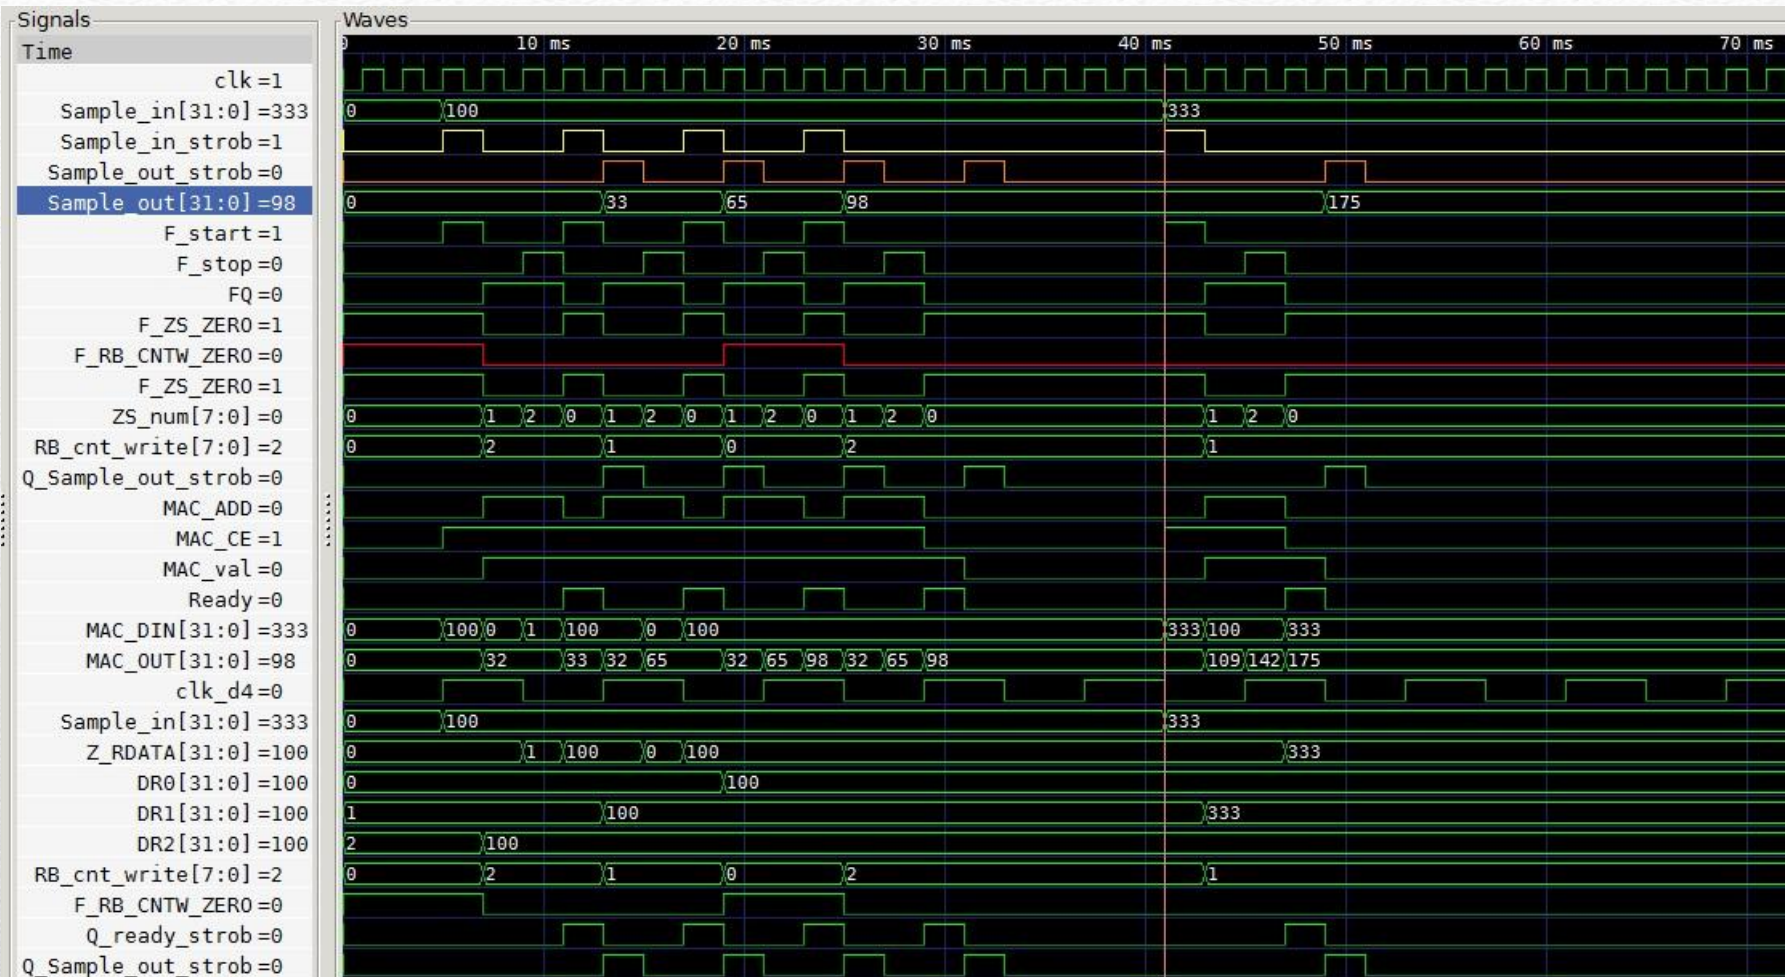 Signals Waves
Time 0 10 ms 20 ms 30 ms 40 ms 50 ms 60 ms 70 ms
clk =1
Sample_in[31:0] =333 0 100 333
Sample_in_strob =1
Sample_out_strob =0
Sample_out[31:0] =98 0 33 65 98 175
F_start =1
F_stop =0
FQ =0
F_ZS_ZERO =1
F_RB_CNTW_ZERO =0
F_ZS_ZERO =1
ZS_num[7:0] =0 0 1 2 0 1 2 0 1 2 0 1 2 0 1 2 0
RB_cnt_write[7:0] =2 0 2 1 0 2 1
Q_Sample_out_strob =0
MAC_ADD =0
MAC_CE =1
MAC_val =0
Ready =0
MAC_DIN[31:0] =333 0 100 0 1 100 0 100 333 100 333
MAC_OUT[31:0] =98 0 32 33 32 65 32 65 98 32 65 98 109 142 175
clk_d4 =0
Sample_in[31:0] =333 0 100 333
Z_RDATA[31:0] =100 0 1 100 0 100 333
DR0[31:0] =100 0 100
DR1[31:0] =100 1 100 333
DR2[31:0] =100 2 100
RB_cnt_write[7:0] =2 0 2 1 0 2 1
F_RB_CNTW_ZERO =0
Q_ready_strob =0
Q_Sample_out_strob =0